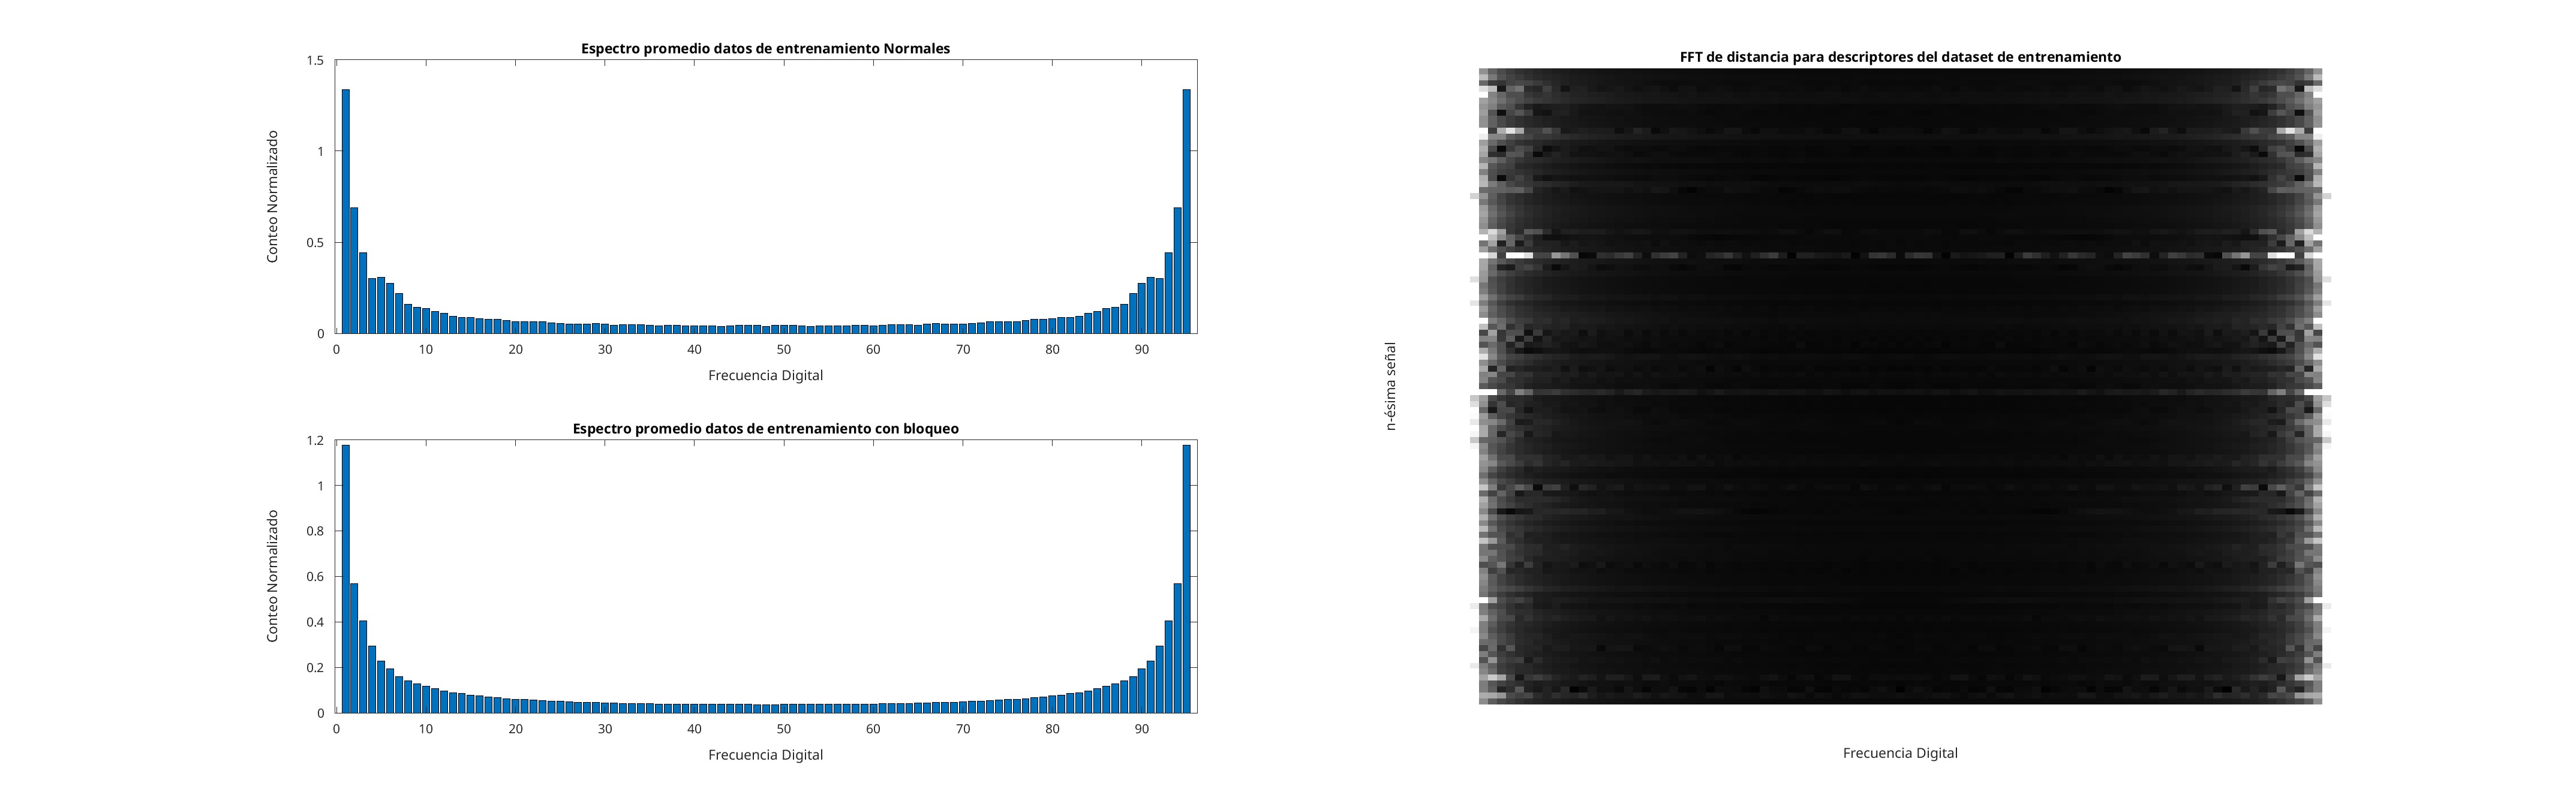 Espectro promedio datos de entrenamiento Normales
1.5
1
0.5
0
Conteo Normalizado
0 10 20 30 40 50 60 70 80 90
Frecuencia Digital
Espectro promedio datos de entrenamiento con bloqueo
1.2
1
0.8
0.6
0.4
0.2
0
Conteo Normalizado
0 10 20 30 40 50 60 70 80 90
Frecuencia Digital
FFT de distancia para descriptores del dataset de entrenamiento
n-ésima señal
Frecuencia Digital